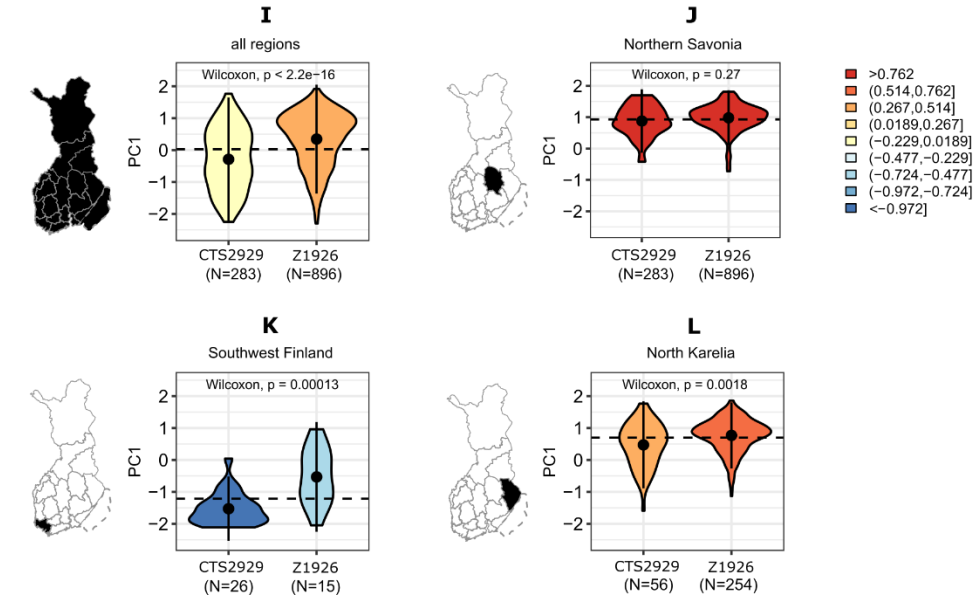 I
all regions
Wilcoxon, p < 2.2e−16
PC1
2
1
0
−1
−2
CTS2929
(N=283)
Z1926
(N=896)
J
Northern Savonia
Wilcoxon, p = 0.27
PC1
2
1
0
−1
−2
CTS2929
(N=283)
Z1926
(N=896)
>0.762
(0.514,0.762]
(0.267,0.514]
(0.0189,0.267]
(−0.229,0.0189]
(−0.477,−0.229]
(−0.724,−0.477]
(−0.972,−0.724]
<−0.972]
K
Southwest Finland
Wilcoxon, p = 0.00013
PC1
2
1
0
−1
−2
CTS2929
(N=26)
Z1926
(N=15)
L
North Karelia
Wilcoxon, p = 0.0018
PC1
2
1
0
−1
−2
CTS2929
(N=56)
Z1926
(N=254)